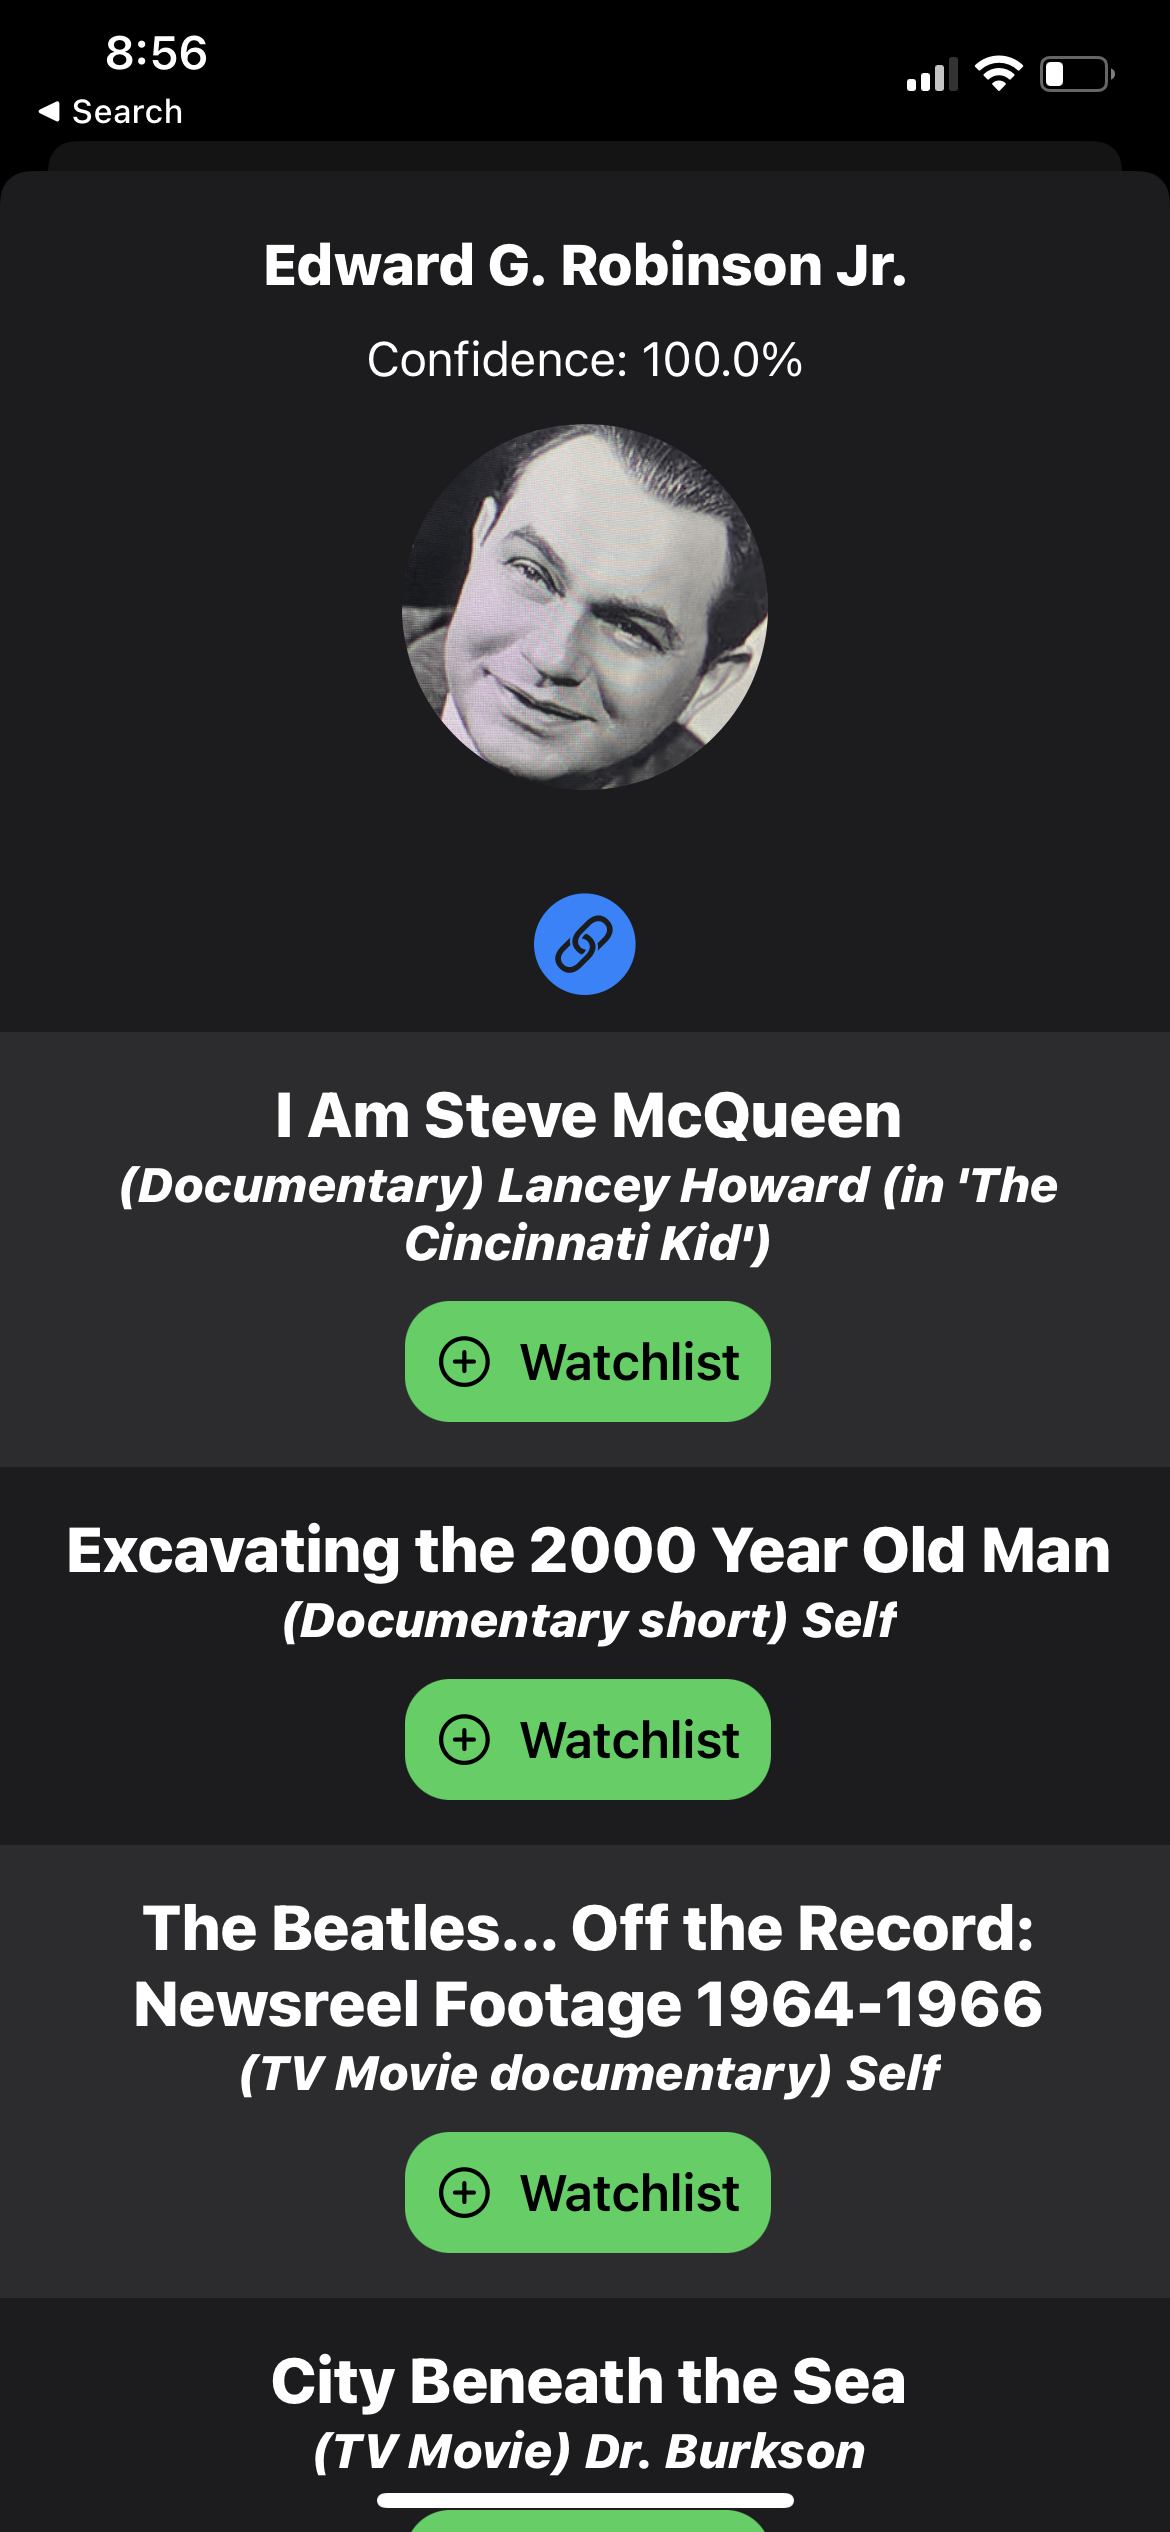 8:56
Search
Edward G. Robinson Jr.
Confidence: 100.0%
I Am Steve McQueen
(Documentary) Lancey Howard (in 'The
Cincinnati Kid')
Watchlist
Excavating the 2000 Year Old Man
(Documentary short) Self
Watchlist
The Beatles... Off the Record:
Newsreel Footage 1964-1966
(TV Movie documentary) Self
Watchlist
City Beneath the Sea
(TV Movie) Dr. Burkson